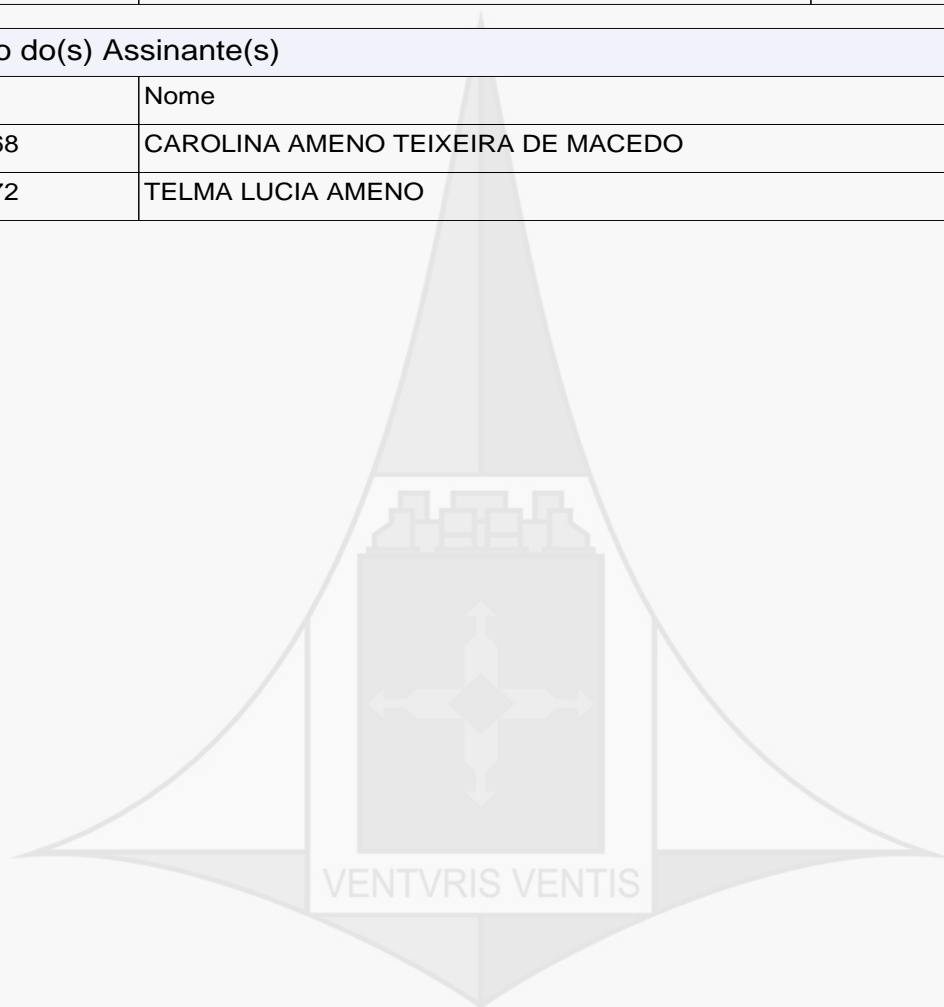 o do(s) Assinante(s)
Nome
68 CAROLINA AMENO TEIXEIRA DE MACEDO
72 TELMA LUCIA AMENO
VENTVRIS VENTIS